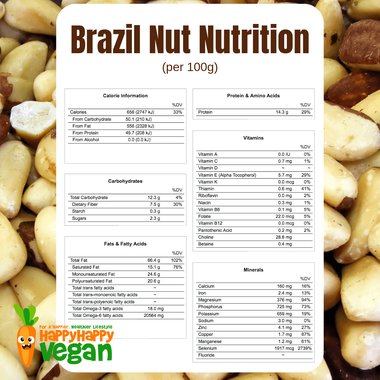 Brazil Nut Nutrition
(per 100g)
Calorie Information
%DV
Calories 656 (2747 kJ) 33%
From Carbohydrate 50.1 (210 kJ)
From Fat 556 (2328 kJ)
From Protein 49.7 (208 kJ)
From Alcohol 0.0 (0.0 kJ)
Carbohydrates
%DV
Total Carbohydrate 12.3 g 4%
Dietary Fiber 7.5 g 30%
Starch 0.3 g
Sugars 2.3 g
Fats & Fatty Acids
%DV
Total Fat 66.4 g 102%
Saturated Fat 15.1 g 76%
Monounsaturated Fat 24.6 g
Polyunsaturated Fat 20.6 g
Total trans fatty acids ~
Total trans-monoenoic fatty acids ~
Total trans-polyenoic fatty acids ~
Total Omega-3 fatty acids 18.0 mg
Total Omega-6 fatty acids 20564 mg
For A Happier, Healthier Lifestyle
HAPPYHAPPY
Vegan
Protein & Amino Acids
%DV
Protein 14.3 g 29%
Vitamins
%DV
Vitamin A 0.0 IU 0%
Vitamin C 0.7 mg 1%
Vitamin D ~ ~
Vitamin E (Alpha Tocopherol) 5.7 mg 29%
Vitamin K 0.0 mcg 0%
Thiamin 0.6 mg 41%
Riboflavin 0.0 mg 2%
Niacin 0.3 mg 1%
Vitamin B6 0.1 mg 5%
Folate 22.0 mcg 5%
Vitamin B12 0.0 mcg 0%
Pantothenic Acid 0.2 mg 2%
Choline 28.8 mg
Betaine 0.4 mg
Minerals
%DV
Calcium 160 mg 16%
Iron 2.4 mg 13%
Magnesium 376 mg 94%
Phosphorus 725 mg 73%
Potassium 659 mg 19%
Sodium 3.0 mg 0%
Zinc 4.1 mg 27%
Copper 1.7 mg 87%
Manganese 1.2 mg 61%
Selenium 1917 mcg 2739%
Fluoride ~